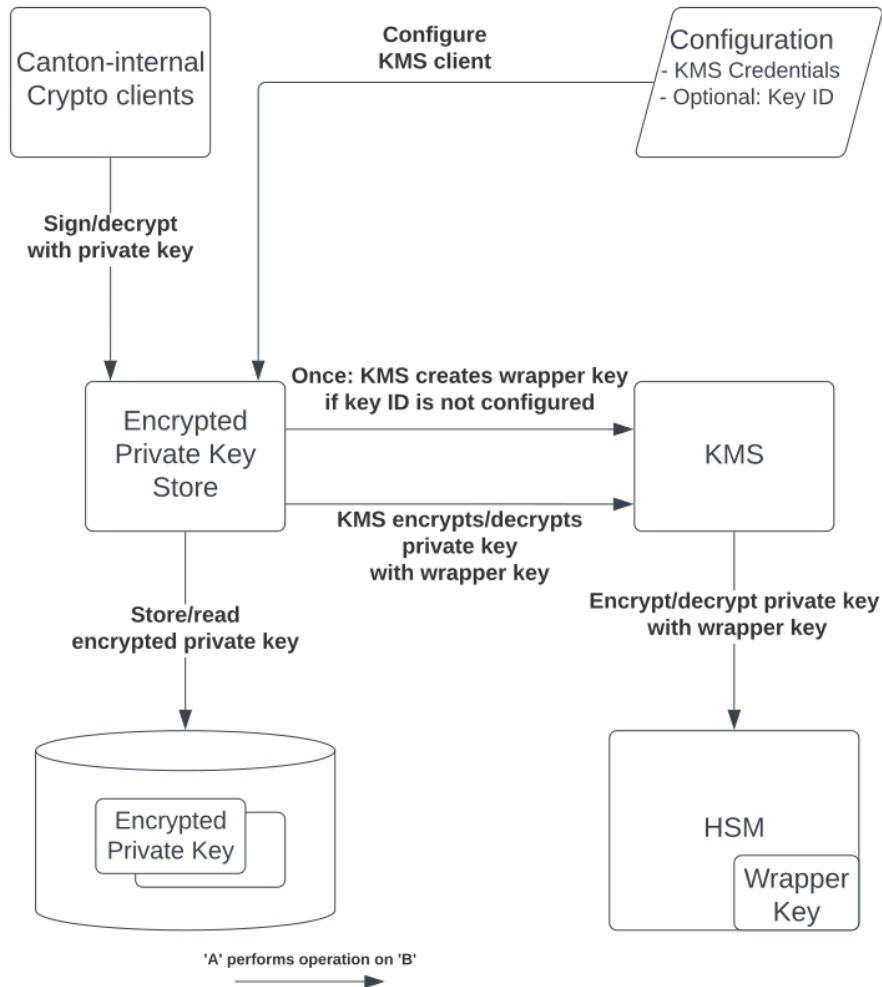 Canton-internal
Crypto clients
Configure
KMS client
Configuration
- KMS Credentials
- Optional: Key ID
Sign/decrypt
with private key
Once: KMS creates wrapper key
if key ID is not configured
Encrypted
Private Key
Store
KMS
KMS encrypts/decrypts
private key
with wrapper key
Store/read
encrypted private key
Encrypt/decrypt private key
with wrapper key
Encrypted
Private Key
HSM
Wrapper
Key
'A' performs operation on 'B'